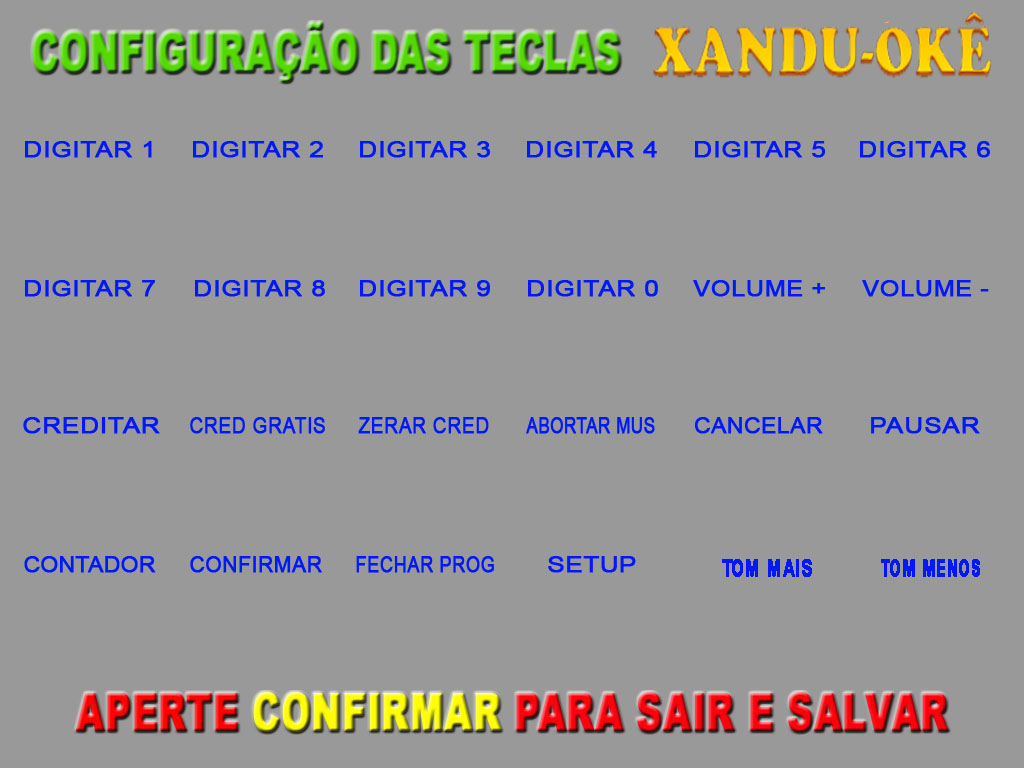 CONFIGURAÇÃO DAS TECLAS XANDU-OKÊ
DIGITAR 1 DIGITAR 2 DIGITAR 3 DIGITAR 4 DIGITAR 5 DIGITAR 6
DIGITAR 7 DIGITAR 8 DIGITAR 9 DIGITAR 0 VOLUME + VOLUME -
CREDITAR CRED GRATIS ZERAR CRED ABORTAR MUS CANCELAR PAUSAR
CONTADOR CONFIRMAR FECHAR PROG SETUP TOM MAIS TOM MENOS
APERTE CONFIRMAR PARA SAIR E SALVAR